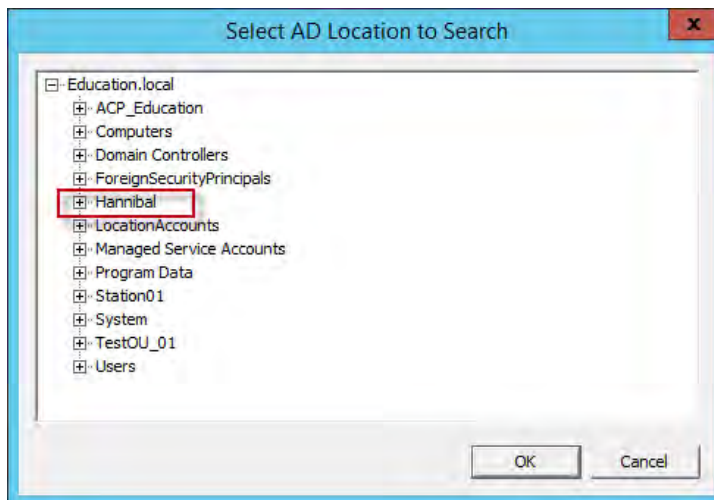 Select AD Location to Search
x
Education.local
ACP_Education
Computers
Domain Controllers
ForeignSecurityPrincipals
Hannibal
LocationAccounts
Managed Service Accounts
Program Data
Station01
System
TestOU_01
Users
OK Cancel